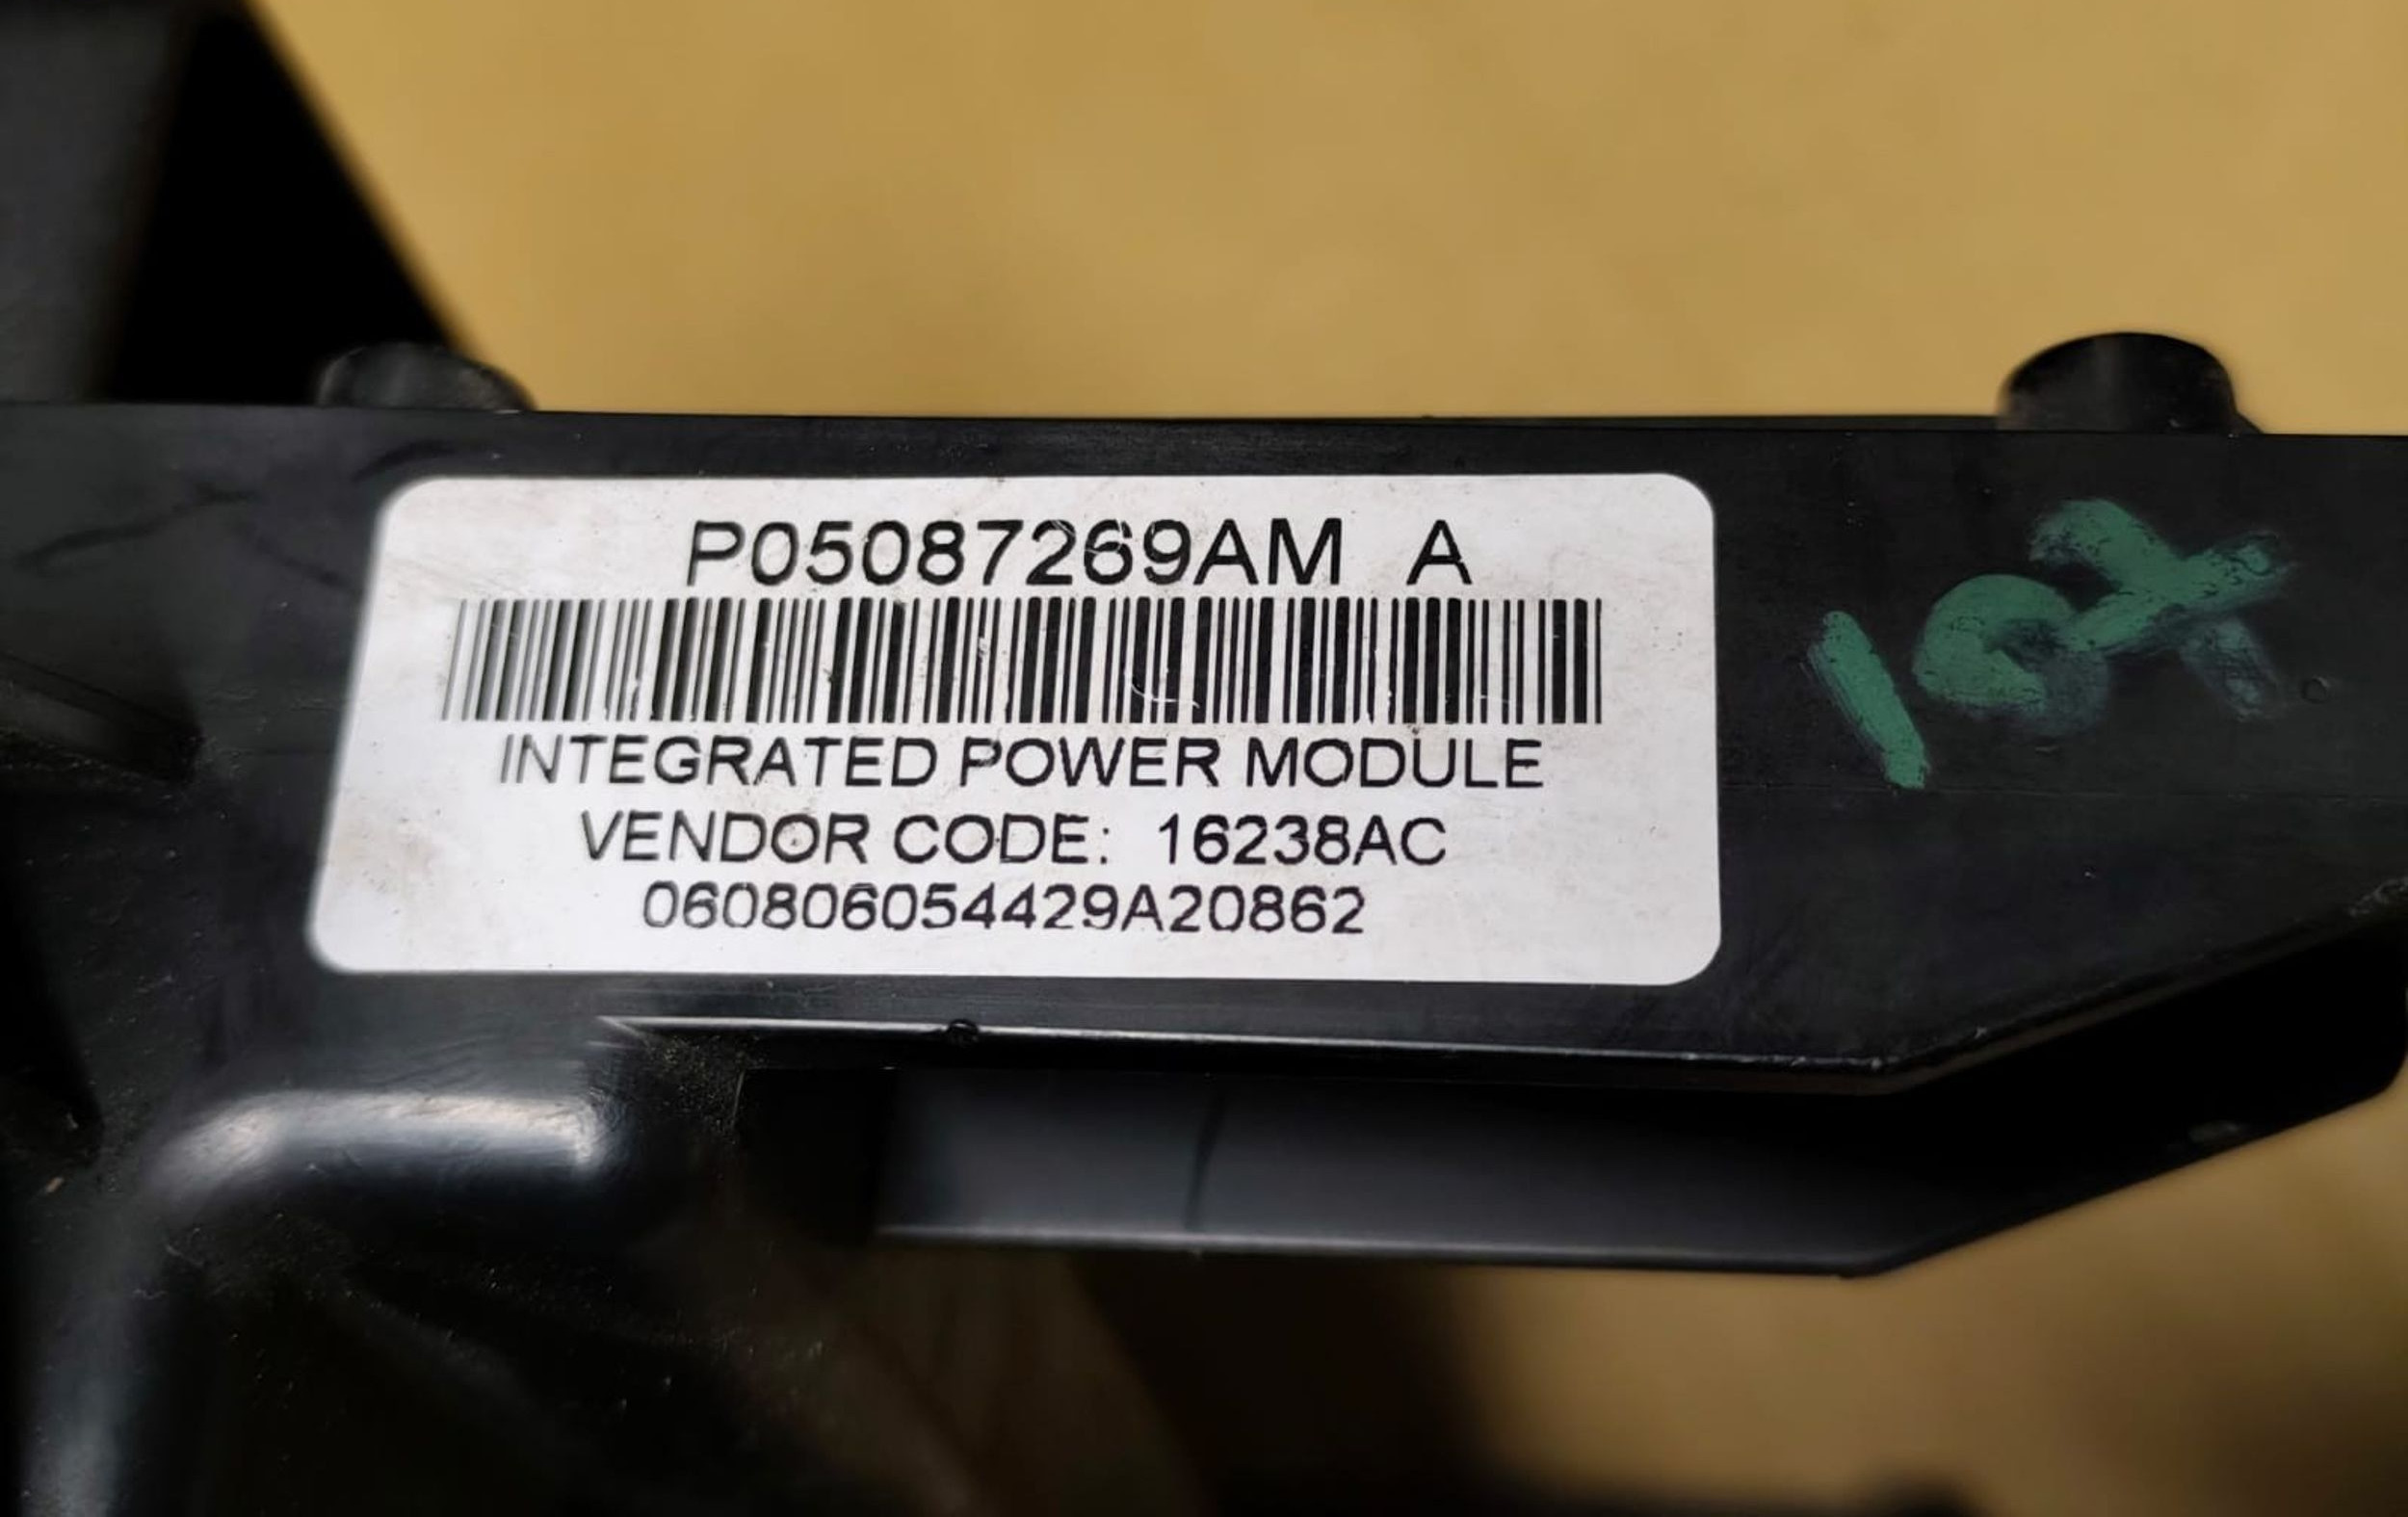 P05087269AM A
INTEGRATED POWER MODULE
VENDOR CODE: 16238AC
060806054429A20862